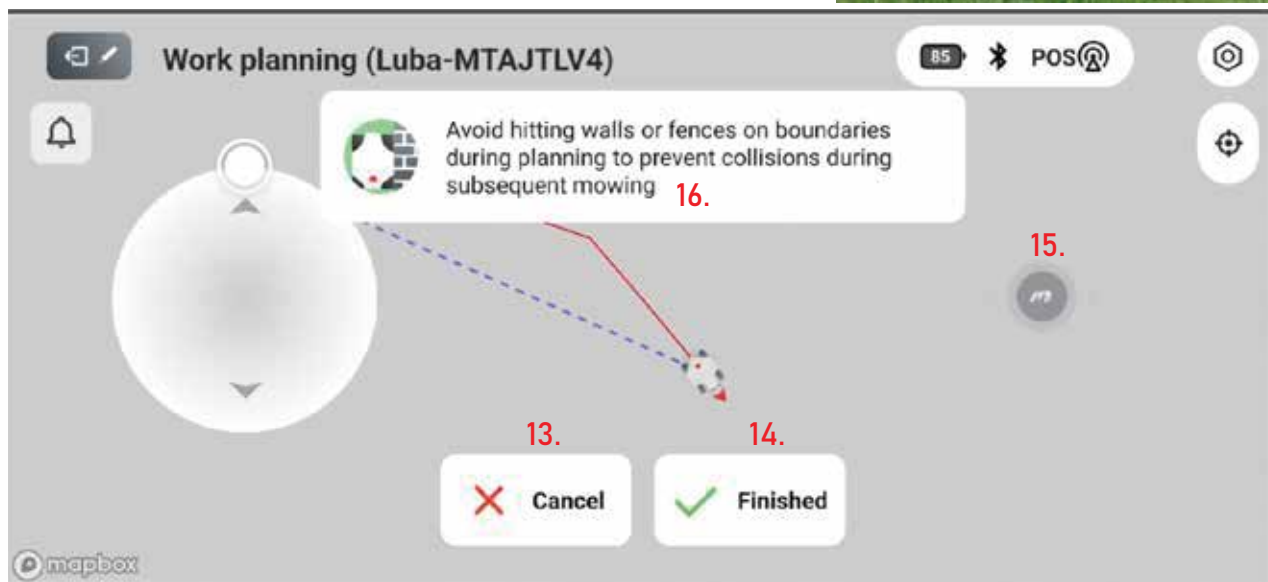 Work planning (Luba-MTAJTLV4)
85 POS
Avoid hitting walls or fences on boundaries
during planning to prevent collisions during
subsequent mowing
16.
15.
13.
14.
Cancel
Finished
mapbox